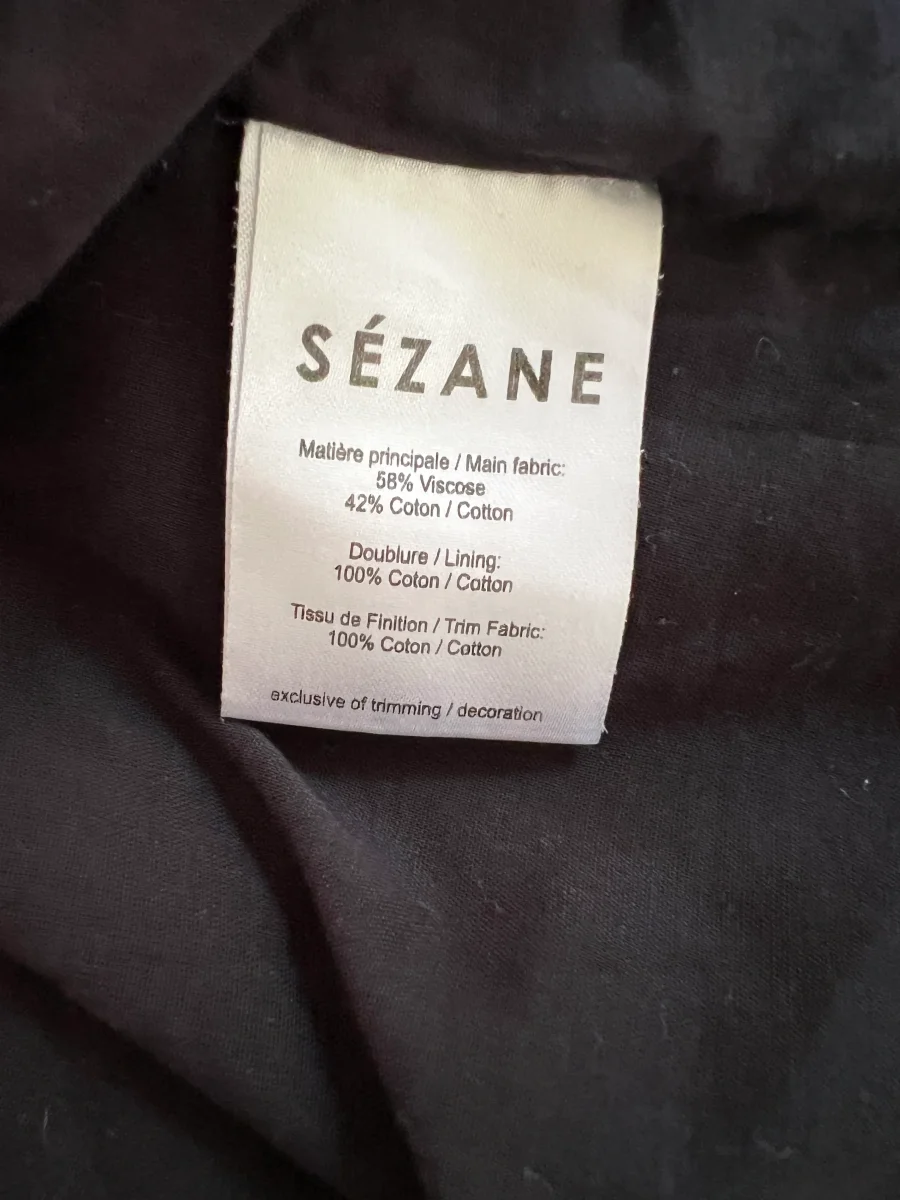 SÉZANE
Matière principale / Main fabric:
58% Viscose
42% Coton / Cotton
Doublure / Lining:
100% Coton / Cotton
Tissu de Finition / Trim Fabric:
100% Coton / Cotton
exclusive of trimming / decoration